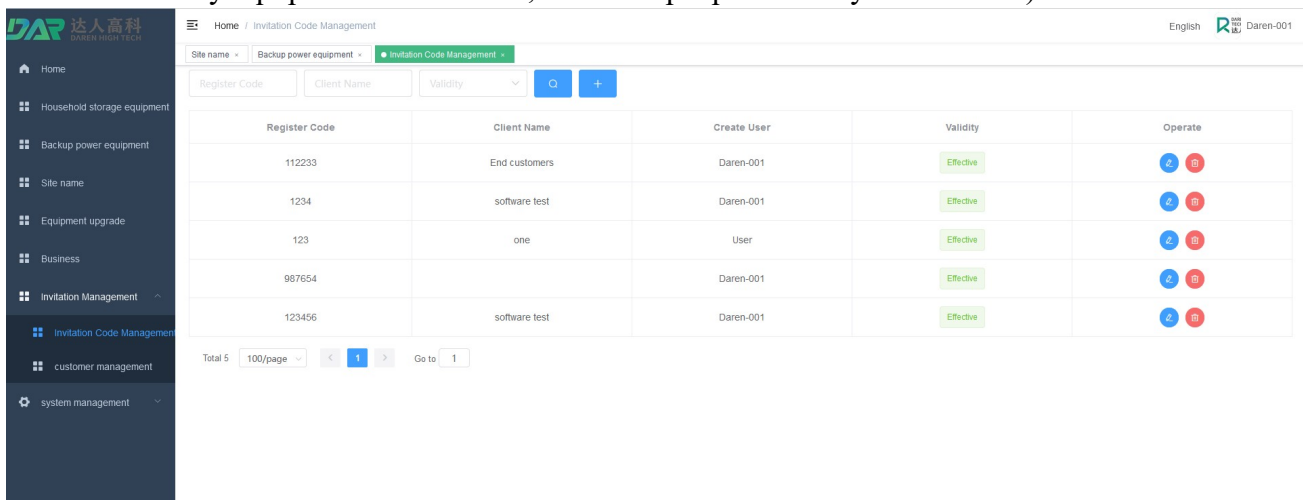 达人高科
DAREN HIGH TECH
Home / Invitation Code Management
English
Daren-001
Site name ×
Backup power equipment ×
Invitation Code Management ×
Home
Household storage equipment
Backup power equipment
Site name
Equipment upgrade
Business
Invitation Management
Invitation Code Management
customer management
system management
Register Code
Client Name
Validity
Register Code Client Name Create User Validity Operate
112233 End customers Daren-001 Effective
1234 software test Daren-001 Effective
123 one User Effective
987654 Daren-001 Effective
123456 software test Daren-001 Effective
Total 5 100/page < 1 > Go to 1